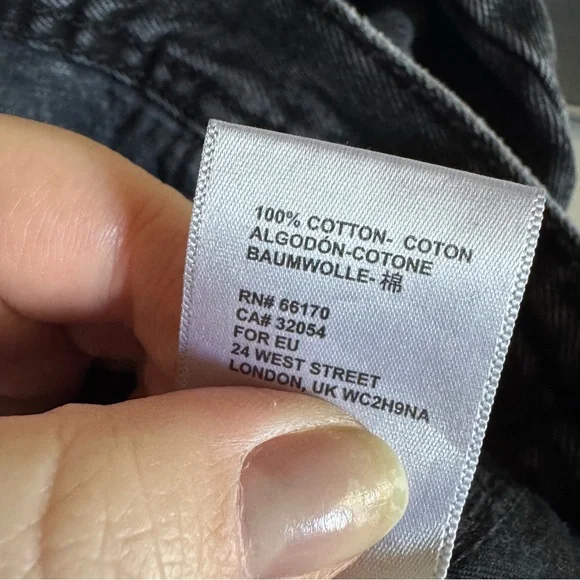 100% COTTON- COTON
ALGODÓN-COTONE
BAUMWOLLE-棉
RN# 66170
CA# 32054
FOR EU
24 WEST STREET
LONDON, UK WC2H9NA